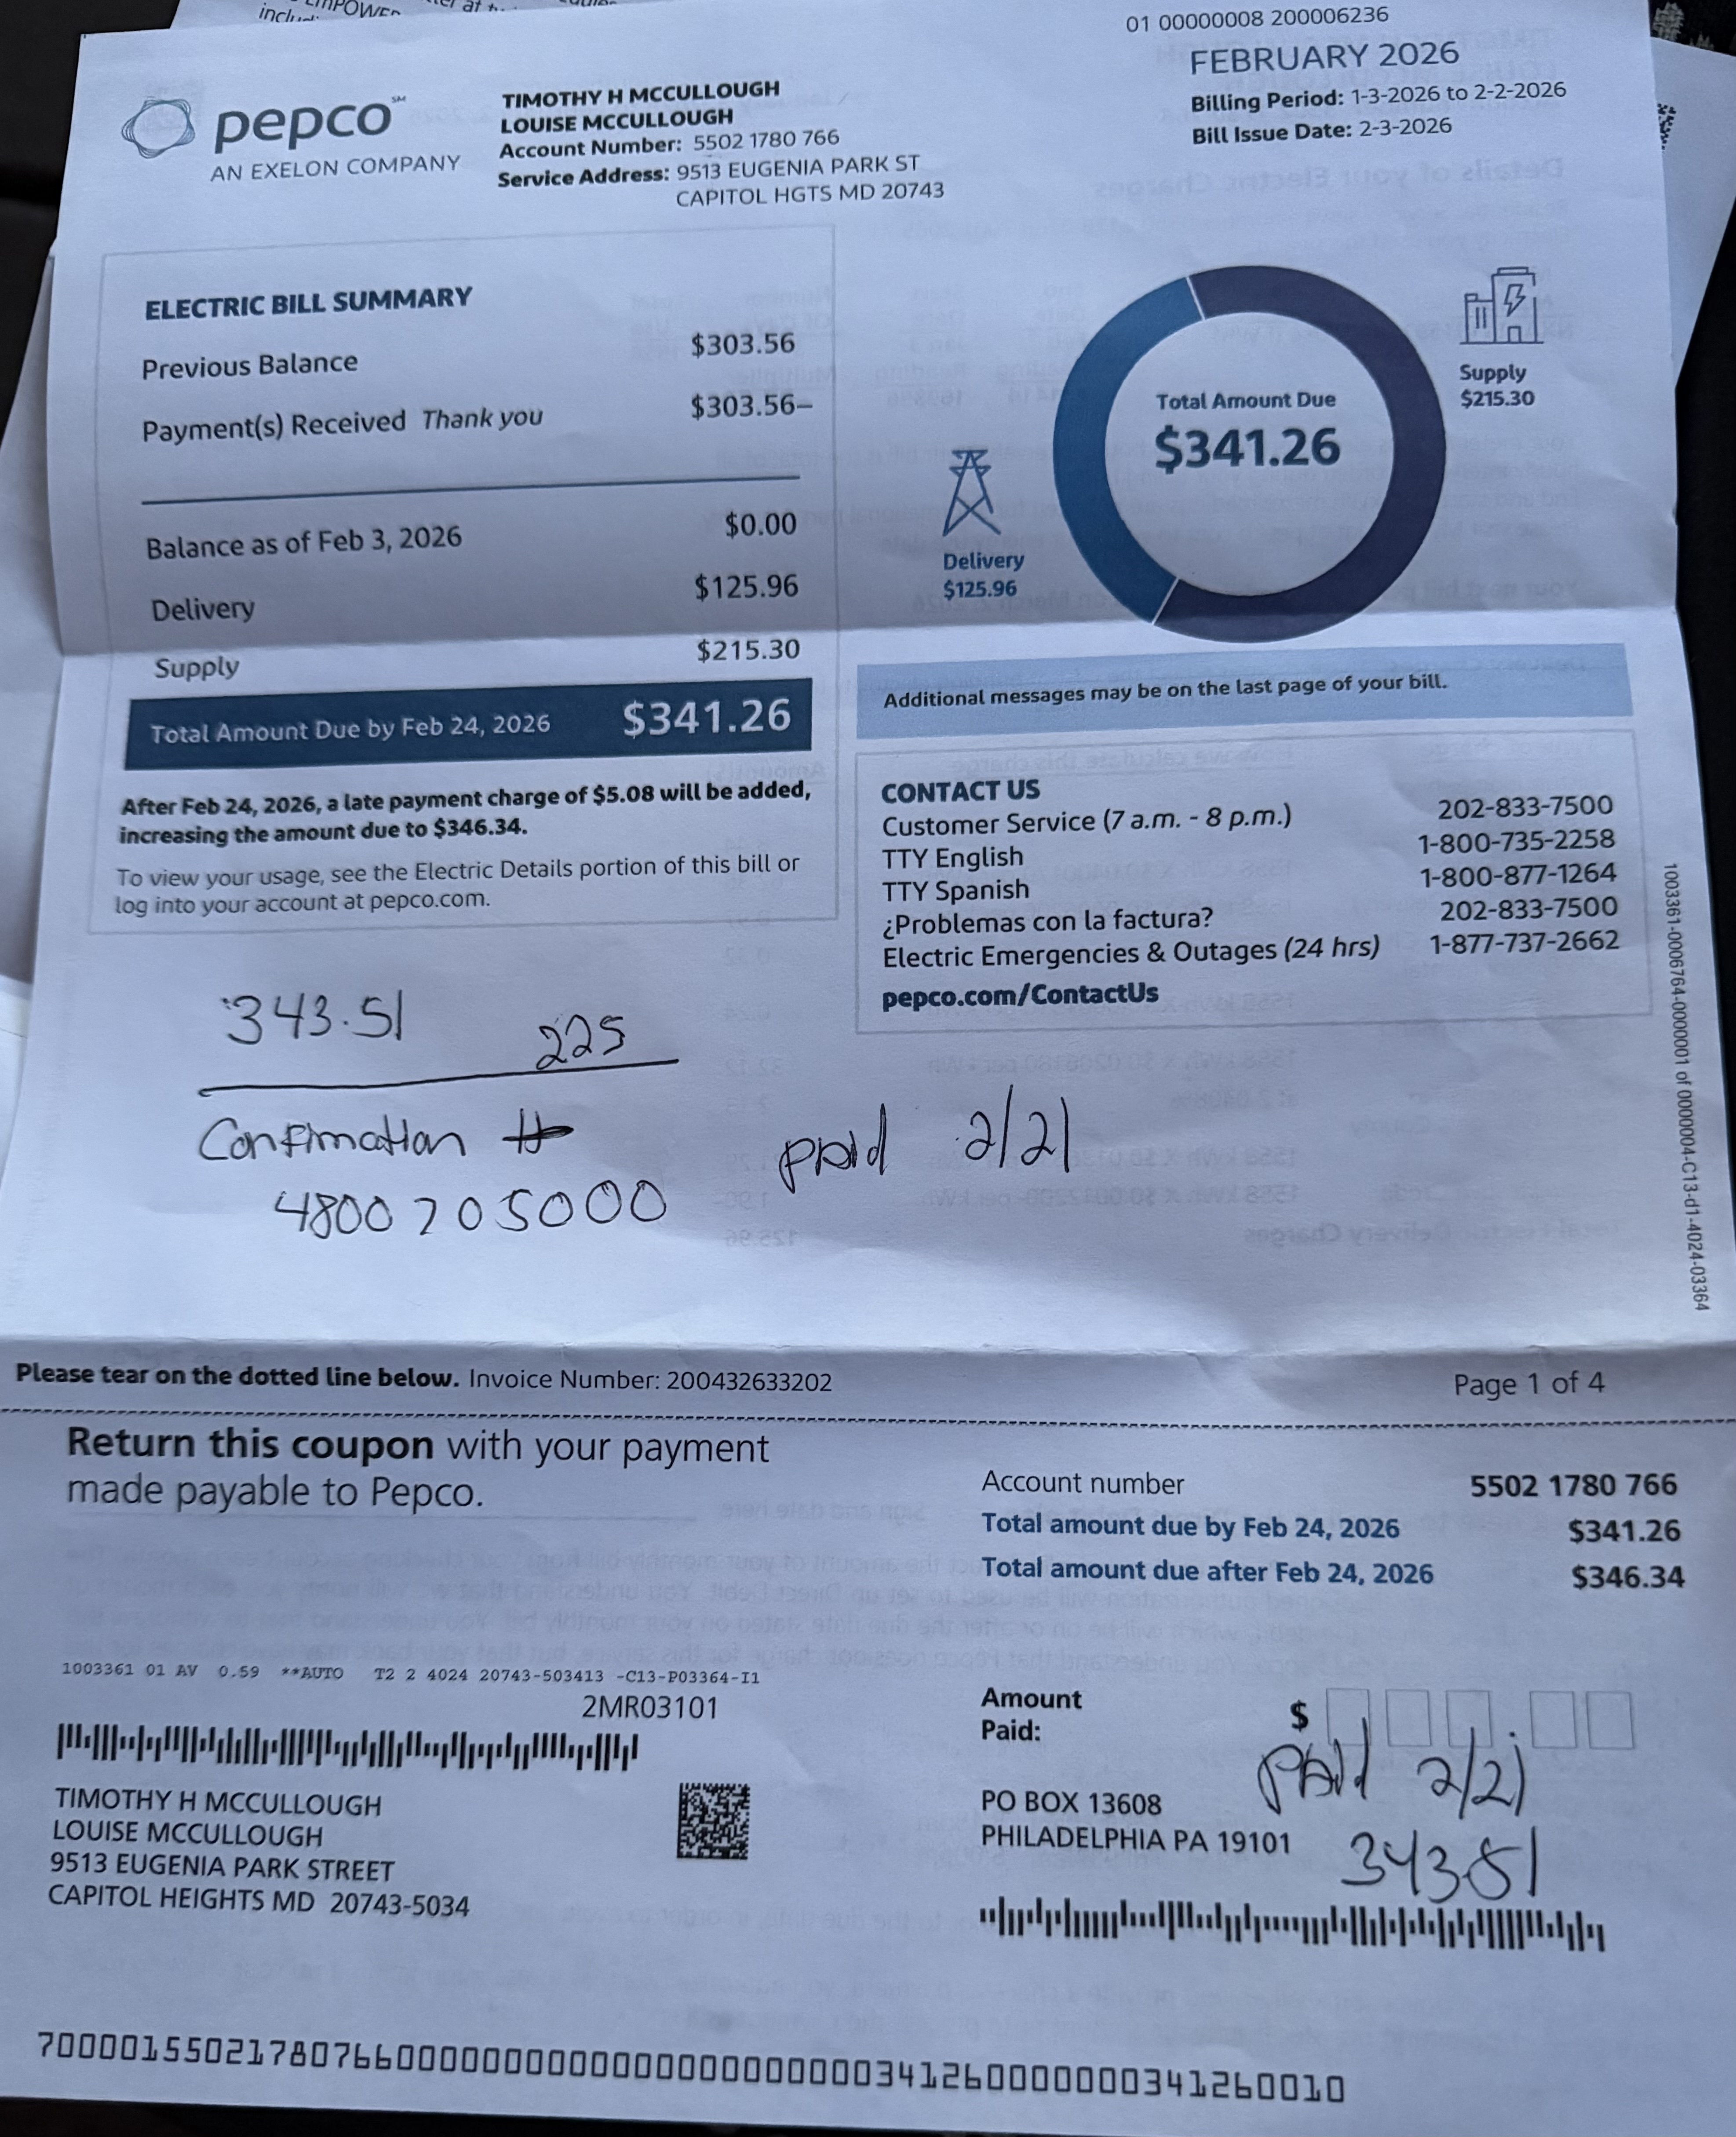 01 00000008 200006236
FEBRUARY 2026
Billing Period: 1-3-2026 to 2-2-2026
Bill Issue Date: 2-3-2026
pepco℠
AN EXELON COMPANY
TIMOTHY H MCCULLOUGH
LOUISE MCCULLOUGH
Account Number: 5502 1780 766
Service Address: 9513 EUGENIA PARK ST
CAPITOL HGTS MD 20743
ELECTRIC BILL SUMMARY
Previous Balance $303.56
Payment(s) Received Thank you $303.56–
Balance as of Feb 3, 2026 $0.00
Delivery $125.96
Supply $215.30
Total Amount Due by Feb 24, 2026 $341.26
After Feb 24, 2026, a late payment charge of $5.08 will be added,
increasing the amount due to $346.34.
To view your usage, see the Electric Details portion of this bill or
log into your account at pepco.com.
Total Amount Due
$341.26
Supply
$215.30
Delivery
$125.96
Additional messages may be on the last page of your bill.
CONTACT US
Customer Service (7 a.m. - 8 p.m.) 202-833-7500
TTY English 1-800-735-2258
TTY Spanish 1-800-877-1264
¿Problemas con la factura? 202-833-7500
Electric Emergencies & Outages (24 hrs) 1-877-737-2662
pepco.com/ContactUs
1003361-0006764-0000001 of 0000004-C13-d1-4024-03364
343.51 225
Confirmation #
4800205000
paid 2/21
Please tear on the dotted line below. Invoice Number: 200432633202
Page 1 of 4
Return this coupon with your payment
made payable to Pepco.
Account number 5502 1780 766
Total amount due by Feb 24, 2026 $341.26
Total amount due after Feb 24, 2026 $346.34
1003361 01 AV 0.59 **AUTO T2 2 4024 20743-503413 -C13-P03364-I1
2MR03101
TIMOTHY H MCCULLOUGH
LOUISE MCCULLOUGH
9513 EUGENIA PARK STREET
CAPITOL HEIGHTS MD 20743-5034
Amount
Paid: $
Paid 2/21
343.51
PO BOX 13608
PHILADELPHIA PA 19101